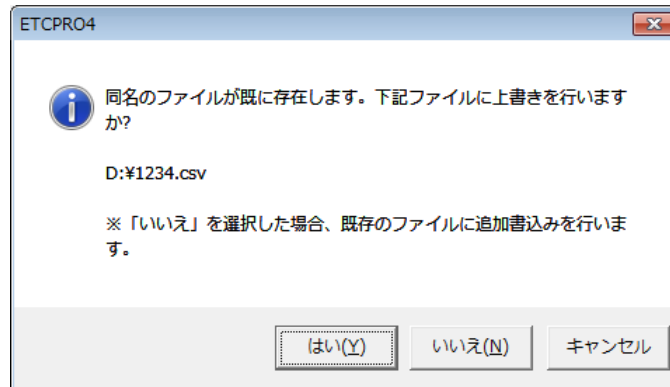 ETCPRO4
同名のファイルが既に存在します。下記ファイルに上書きを行います
か?
D:¥1234.csv
※「いいえ」を選択した場合、既存のファイルに追加書込みを行いま
す。
はい(Y)
いいえ(N)
キャンセル